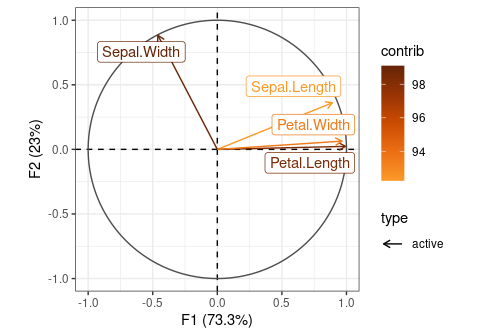 1.0
0.5
0.0
-0.5
-1.0
F2 (23%)
Sepal.Width
Sepal.Length
Petal.Width
Petal.Length
-1.0
-0.5
0.0
0.5
1.0
F1 (73.3%)
contrib
98
96
94
type
active